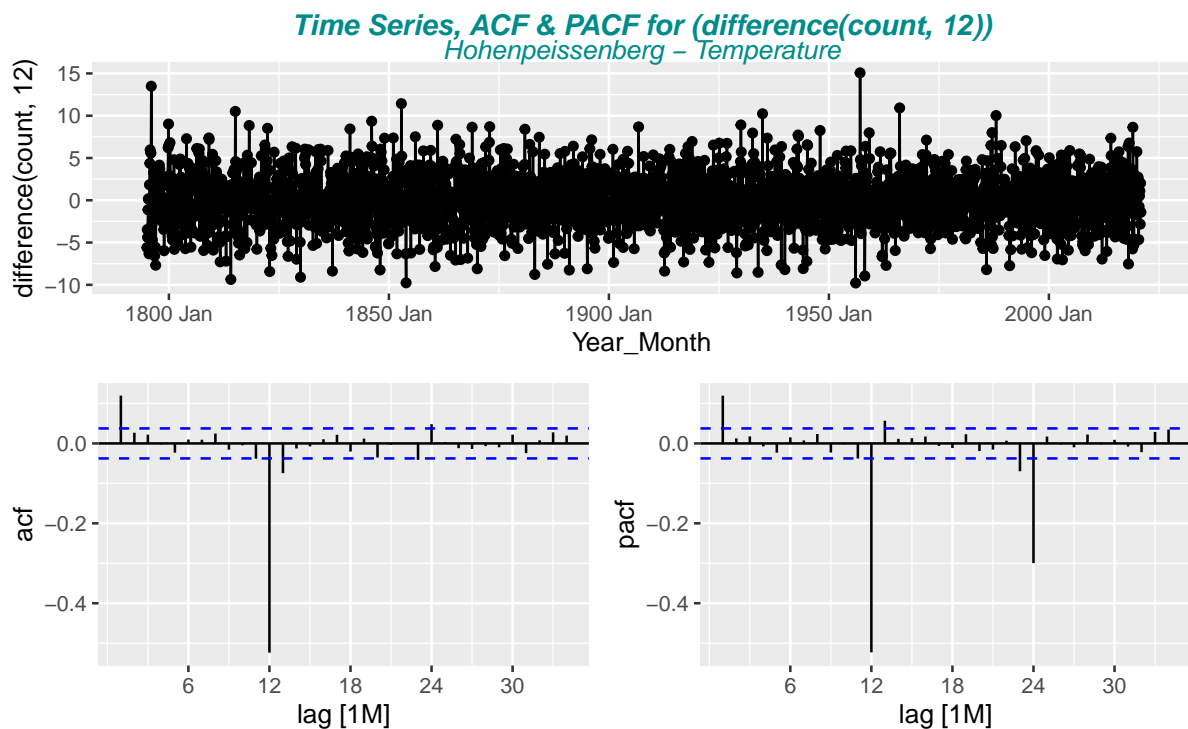 Time Series, ACF & PACF for (difference(count, 12))
Hohenpeissenberg − Temperature
difference(count, 12)
15
10
5
0
−5
−10
1800 Jan 1850 Jan 1900 Jan 1950 Jan 2000 Jan
Year_Month
acf
0.0
−0.2
−0.4
6 12 18 24 30
lag [1M]
pacf
0.0
−0.2
−0.4
6 12 18 24 30
lag [1M]